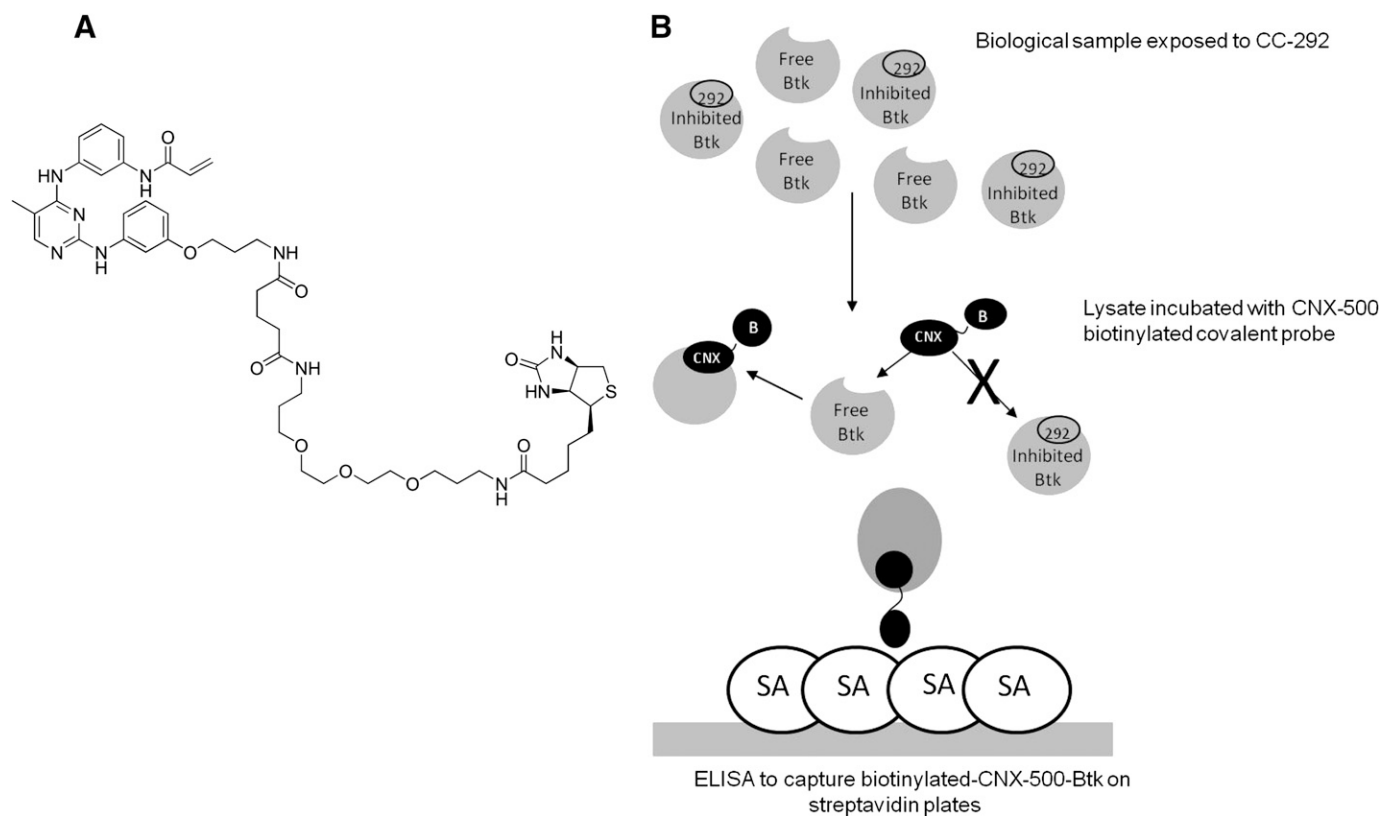 A
B
Biological sample exposed to CC-292
Free
Btk
292
Inhibited
Btk
292
Inhibited
Btk
Free
Btk
Free
Btk
292
Inhibited
Btk
O
N
H
NH
N
N
N
H
O
NH
O
O
NH
O
O
O
N
H
O
O
H
N
HN
S
Lysate incubated with CNX-500
biotinylated covalent probe
B
CNX
B
CNX
X
Free
Btk
292
Inhibited
Btk
SA
SA
SA
SA
ELISA to capture biotinylated-CNX-500-Btk on
streptavidin plates